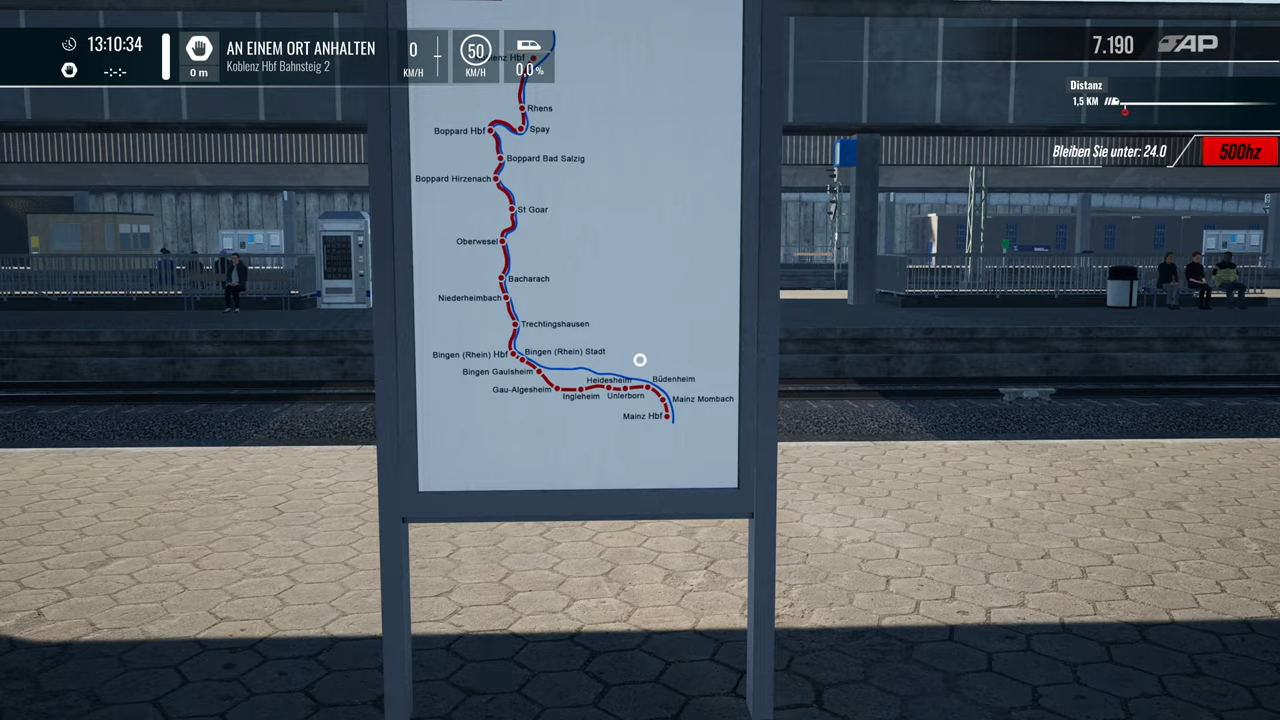 13:10:34
-:-:-
0 m
AN EINEM ORT ANHALTEN
Koblenz Hbf Bahnsteig 2
0
KM/H
50
KM/H
0.0 %
7.190
AP
Distanz
1,5 KM
Bleiben Sie unter: 24.0
500hz
lenz Hbf
Rhens
Boppard Hbf
Spay
Boppard Bad Salzig
Boppard Hirzenach
St Goar
Oberwesel
Bacharach
Niederheimbach
Trechtingshausen
Bingen (Rhein) Hbf
Bingen (Rhein) Stadt
Bingen Gaulsheim
Gau-Algesheim
Ingleheim
Heidesheim
Unlerborn
Büdenheim
Mainz Mombach
Mainz Hbf